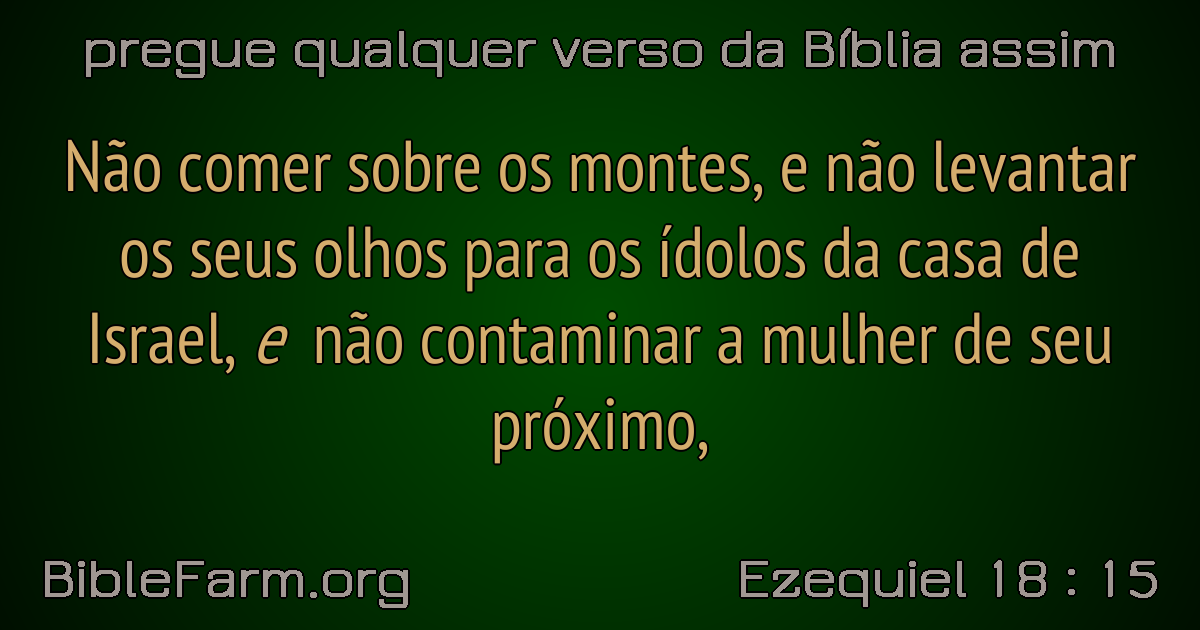 pregue qualquer verso da Bíblia assim
Não comer sobre os montes, e não levantar
os seus olhos para os ídolos da casa de
Israel, e não contaminar a mulher de seu
próximo,
BibleFarm.org
Ezequiel 18 : 15